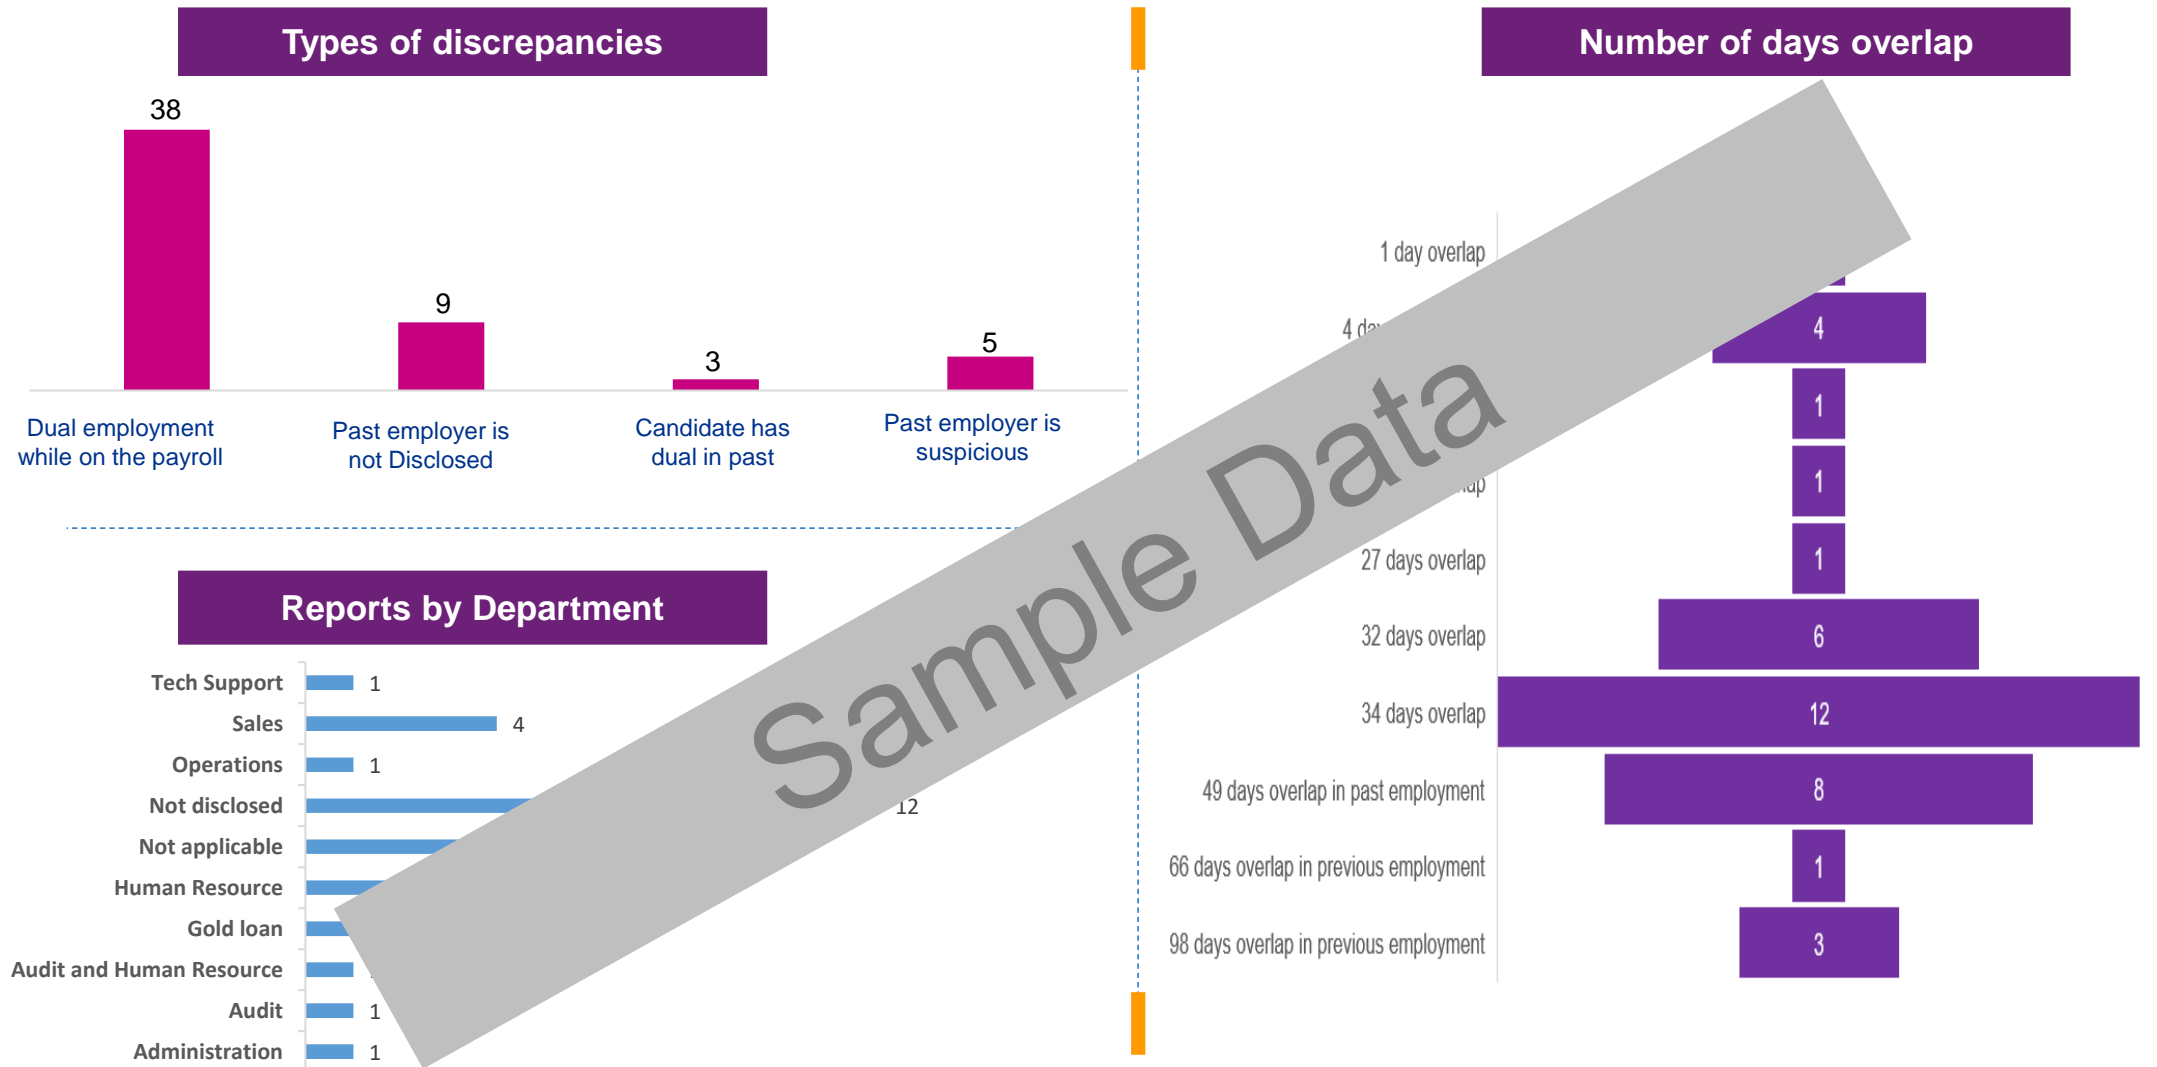 Types of discrepancies
38
9
3
5
Dual employment
while on the payroll
Past employer is
not Disclosed
Candidate has
dual in past
Past employer is
suspicious
Reports by Department
Tech Support 1
Sales 4
Operations 1
Not disclosed 12
Not applicable
Human Resource
Gold loan
Audit and Human Resource
Audit 1
Administration 1
Number of days overlap
1 day overlap
4 4
1
1
27 days overlap 1
32 days overlap 6
34 days overlap 12
49 days overlap in past employment 8
66 days overlap in previous employment 1
98 days overlap in previous employment 3
Sample Data